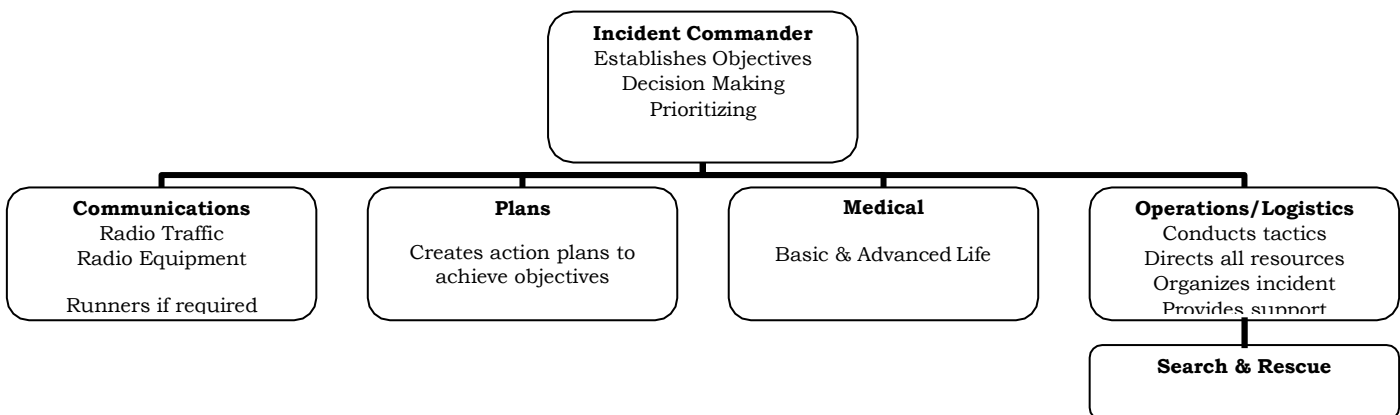 Incident Commander
Establishes Objectives
Decision Making
Prioritizing
Communications
Radio Traffic
Radio Equipment
Runners if required
Plans
Creates action plans to
achieve objectives
Medical
Basic & Advanced Life
Operations/Logistics
Conducts tactics
Directs all resources
Organizes incident
Provides support
Search & Rescue